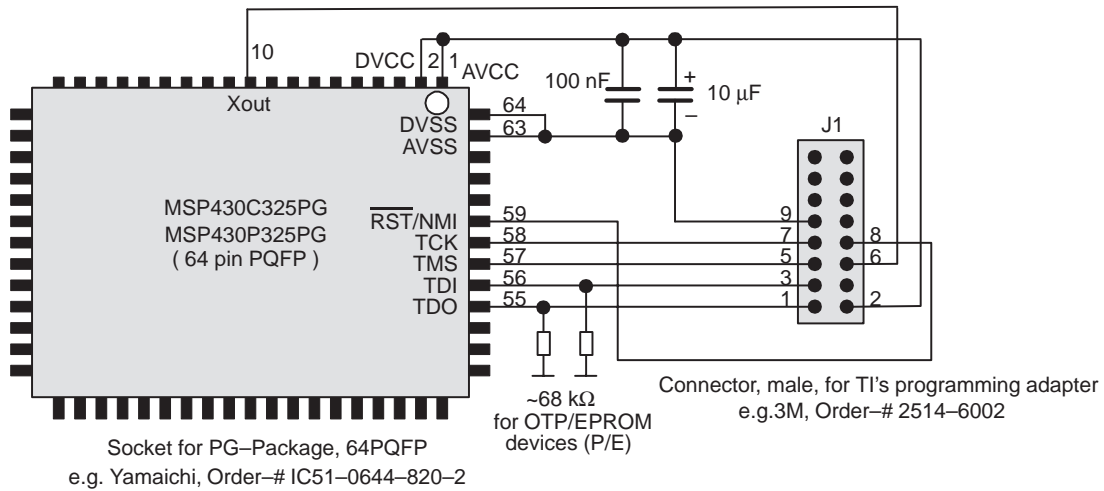 10
DVCC 2 1 AVCC
Xout
100 nF
+
10 μF
–
64
DVSS 63
AVSS
J1
MSP430C325PG
MSP430P325PG
( 64 pin PQFP )
RST/NMI 59
TCK 58
TMS 57
TDI 56
TDO 55
9
7 8
5 6
3
1 2
~68 kΩ
for OTP/EPROM
devices (P/E)
Connector, male, for TI's programming adapter
e.g.3M, Order–# 2514–6002
Socket for PG–Package, 64PQFP
e.g. Yamaichi, Order–# IC51–0644–820–2